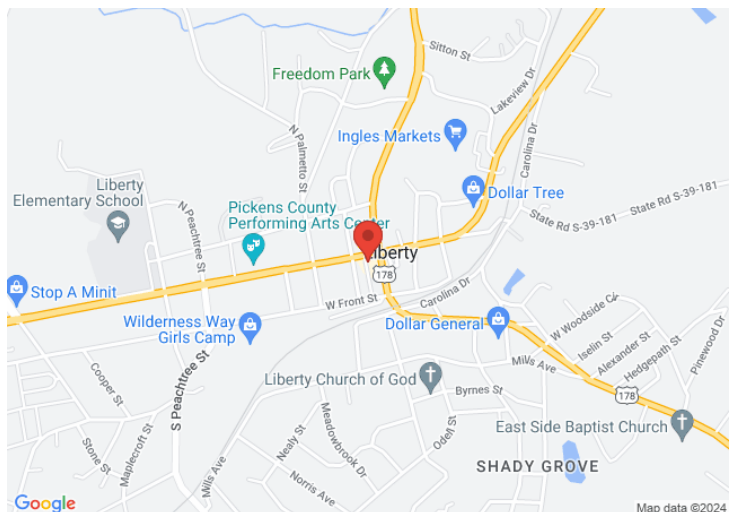 Sitton St
Freedom Park
Lakeview Dr
N Palmetto St
Ingles Markets
Carolina Dr
Liberty
Elementary School
Dollar Tree
State Rd S-39-181
State Rd S-39-181
N Peachtree St
Pickens County
Performing Arts Center
Liberty
178
Stop A Minit
W Front St
Carolina Dr
Wilderness Way
Girls Camp
Dollar General
W Woodside Cir
Iselin St
Alexander St
Hedgepath St
Pinewood Dr
Mills Ave
Cooper St
S Peachtree St
Liberty Church of God
Byrnes St
178
East Side Baptist Church
Stone St
Maplecroft St
Nealy St
Meadowbrook Dr
Odell St
SHADY GROVE
Mills Ave
Norris Ave
Google
Map data ©2024